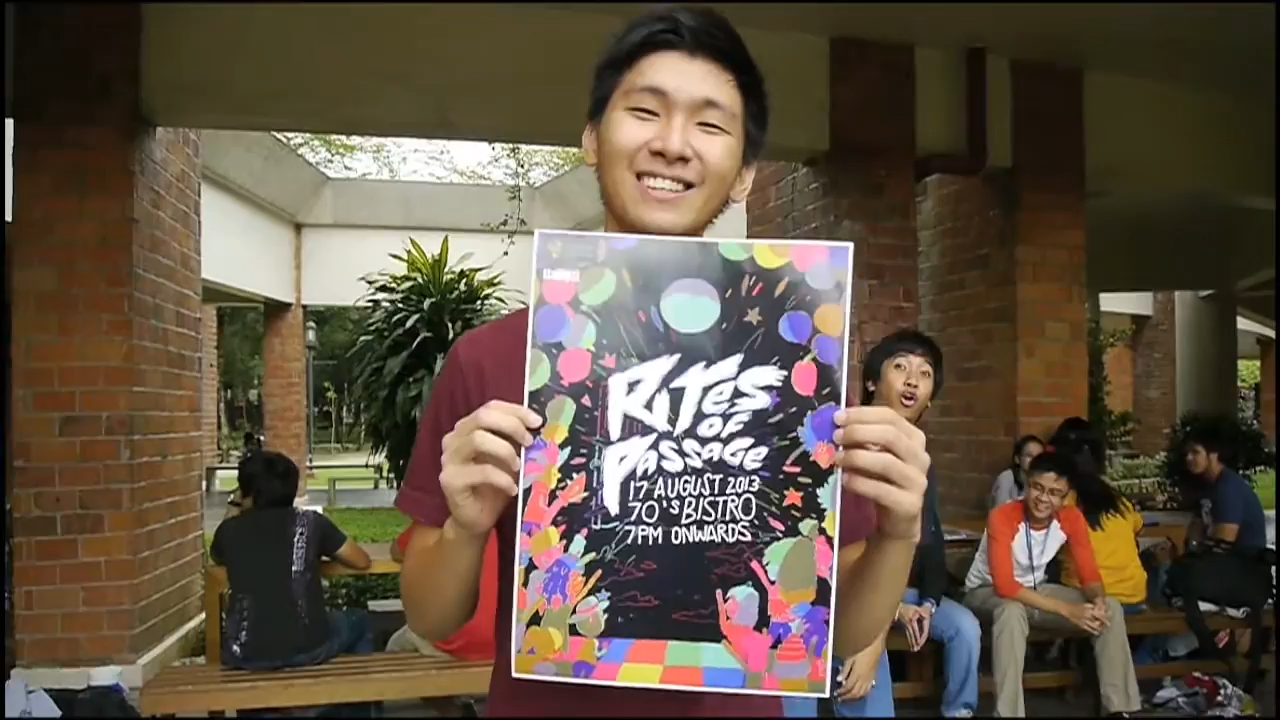 RiTes
OF
Passage
17 AUGUST 2013
70's BISTRO
7PM ONWARDS